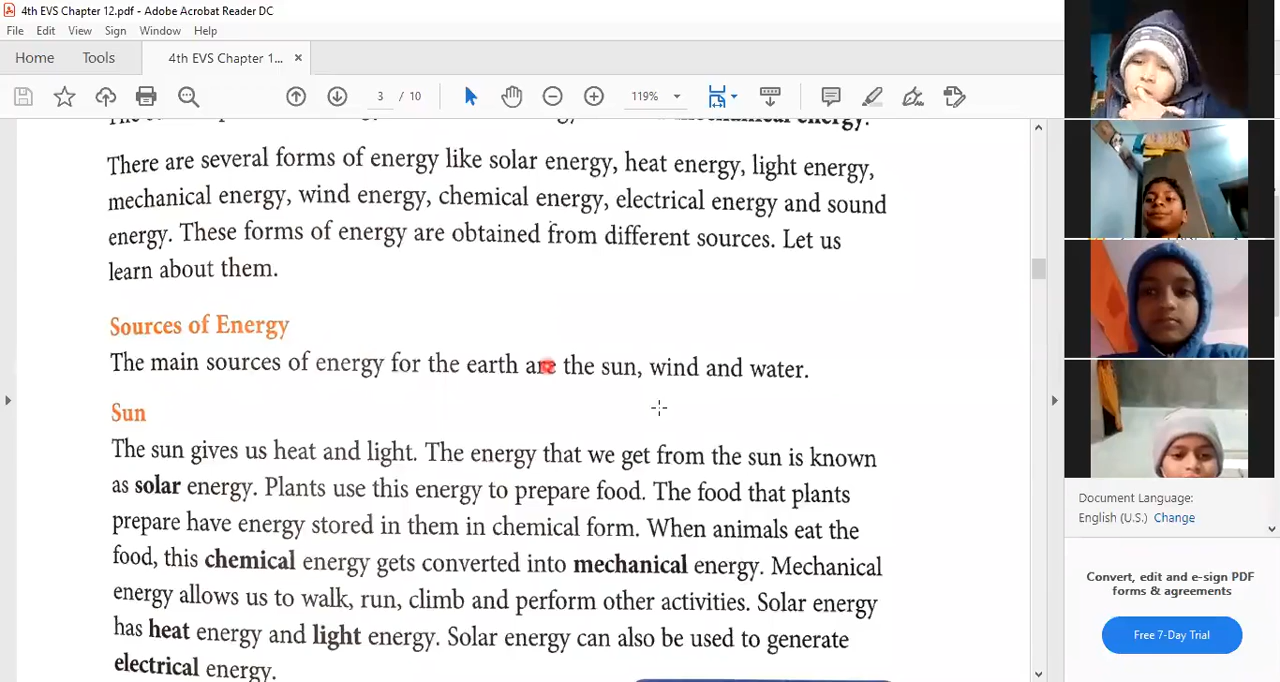 4th EVS Chapter 12.pdf - Adobe Acrobat Reader DC
File Edit View Sign Window Help
Home Tools 4th EVS Chapter 1... ×
3 / 10 119%
mechanical energy.
There are several forms of energy like solar energy, heat energy, light energy,
mechanical energy, wind energy, chemical energy, electrical energy and sound
energy. These forms of energy are obtained from different sources. Let us
learn about them.
Sources of Energy
The main sources of energy for the earth are the sun, wind and water.
Sun
The sun gives us heat and light. The energy that we get from the sun is known
as solar energy. Plants use this energy to prepare food. The food that plants
prepare have energy stored in them in chemical form. When animals eat the
food, this chemical energy gets converted into mechanical energy. Mechanical
energy allows us to walk, run, climb and perform other activities. Solar energy
has heat energy and light energy. Solar energy can also be used to generate
electrical energy.
Document Language:
English (U.S.) Change
Convert, edit and e-sign PDF
forms & agreements
Free 7-Day Trial